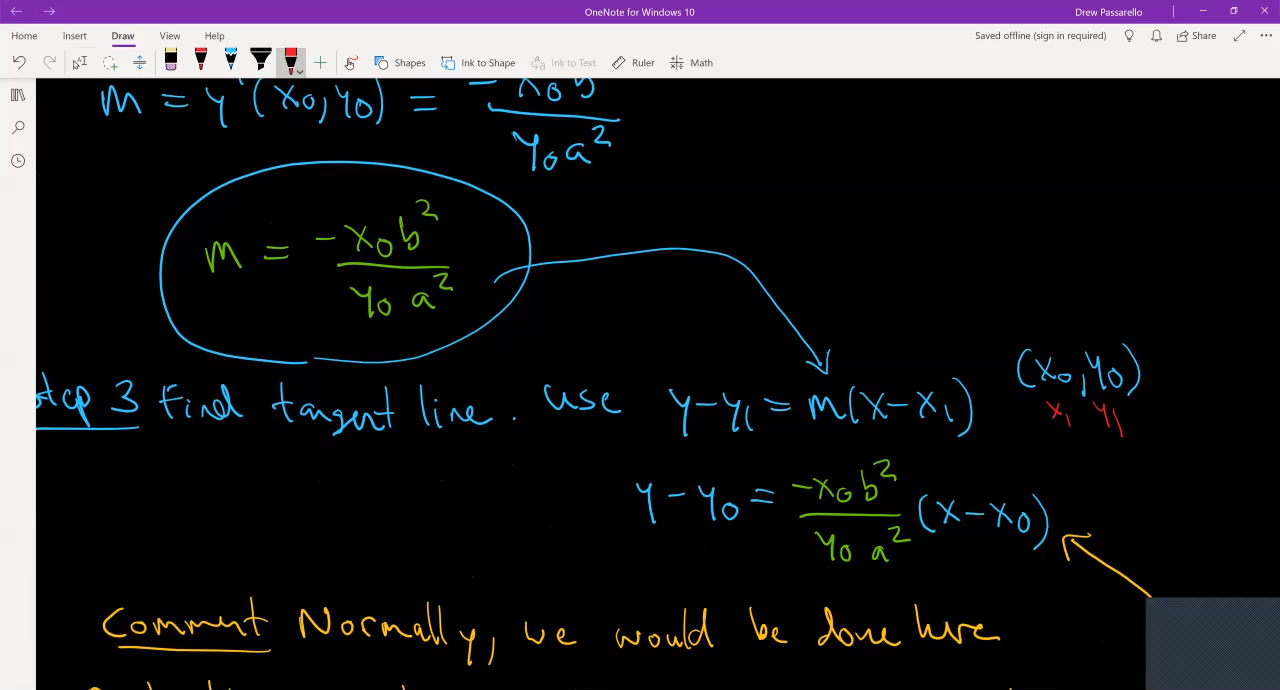 OneNote for Windows 10
Drew Passarello
Home Insert Draw View Help
Saved offline (sign in required) Share
Shapes Ink to Shape Ink to Text Ruler Math
m = y'(x₀,y₀) = -x₀b / y₀a²
m = -x₀b² / y₀a²
Step 3 Find tangent line. Use y-y₁ = m(x-x₁) (x₀,y₀)
x₁ y₁
y-y₀ = -x₀b² / y₀a² (x-x₀)
Comment Normally, we would be done here